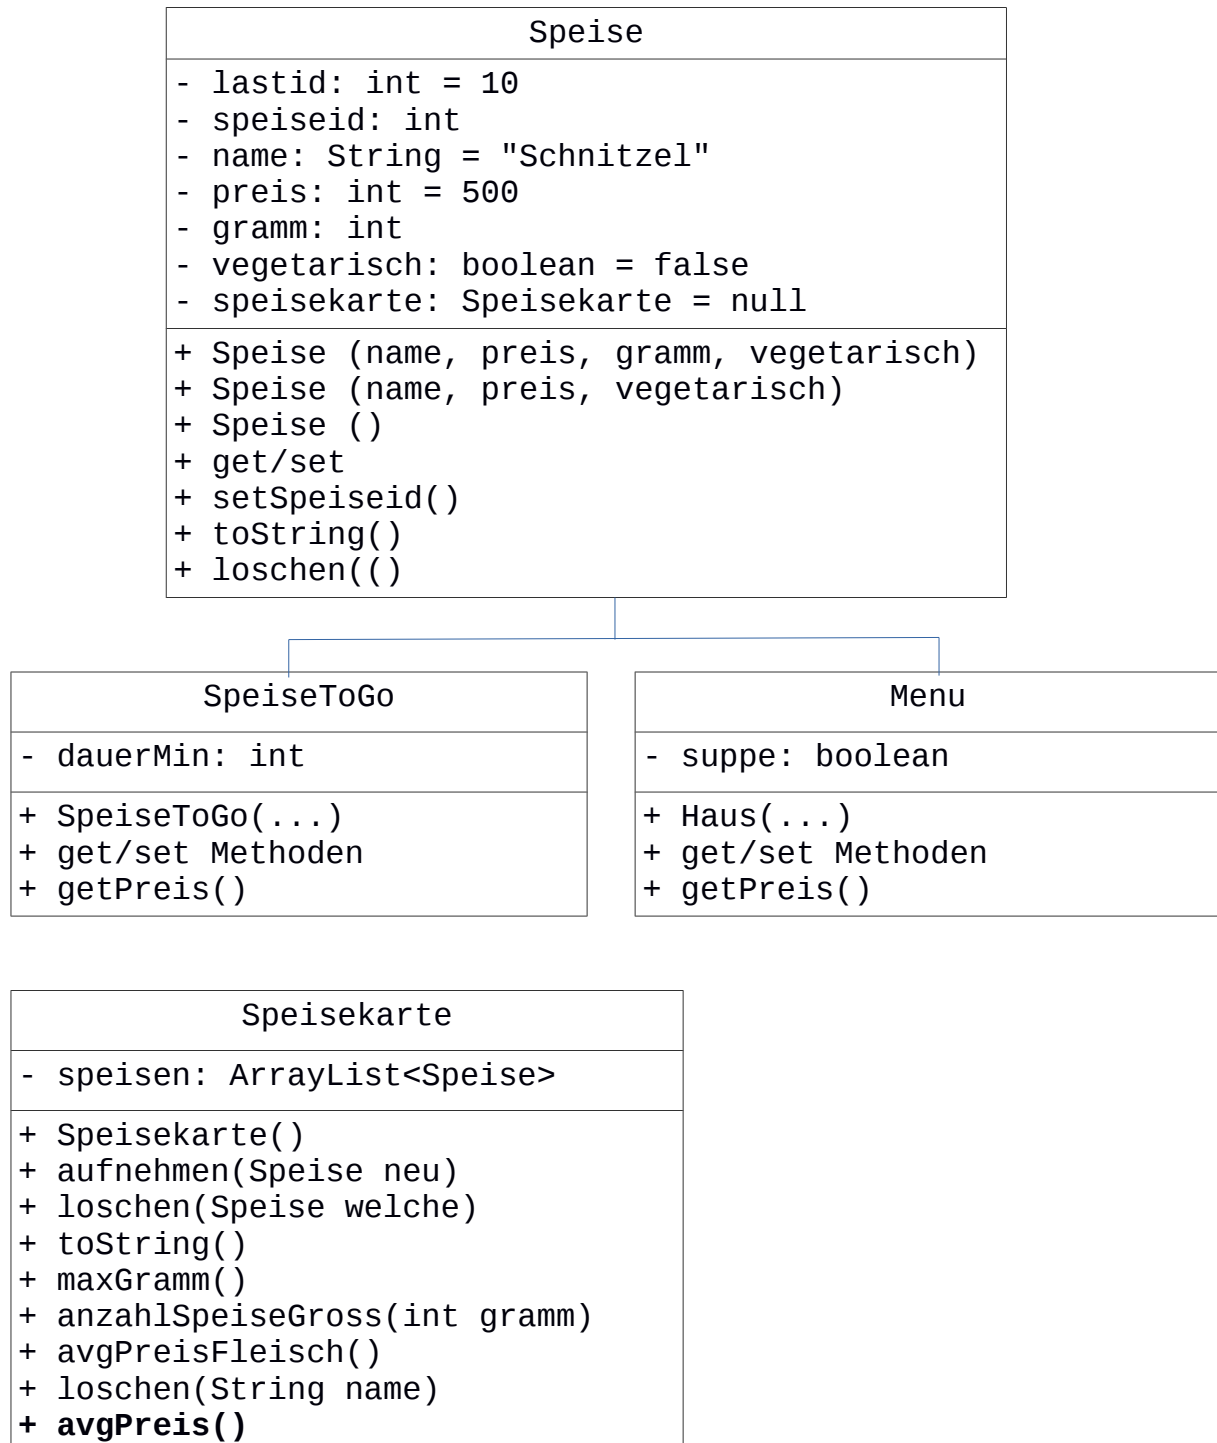 Speise
- lastid: int = 10
- speiseid: int
- name: String = "Schnitzel"
- preis: int = 500
- gramm: int
- vegetarisch: boolean = false
- speisekarte: Speisekarte = null
+ Speise (name, preis, gramm, vegetarisch)
+ Speise (name, preis, vegetarisch)
+ Speise ()
+ get/set
+ setSpeiseid()
+ toString()
+ loschen(()
SpeiseToGo
- dauerMin: int
+ SpeiseToGo(...)
+ get/set Methoden
+ getPreis()
Menu
- suppe: boolean
+ Haus(...)
+ get/set Methoden
+ getPreis()
Speisekarte
- speisen: ArrayList<Speise>
+ Speisekarte()
+ aufnehmen(Speise neu)
+ loschen(Speise welche)
+ toString()
+ maxGramm()
+ anzahlSpeiseGross(int gramm)
+ avgPreisFleisch()
+ loschen(String name)
+ avgPreis()